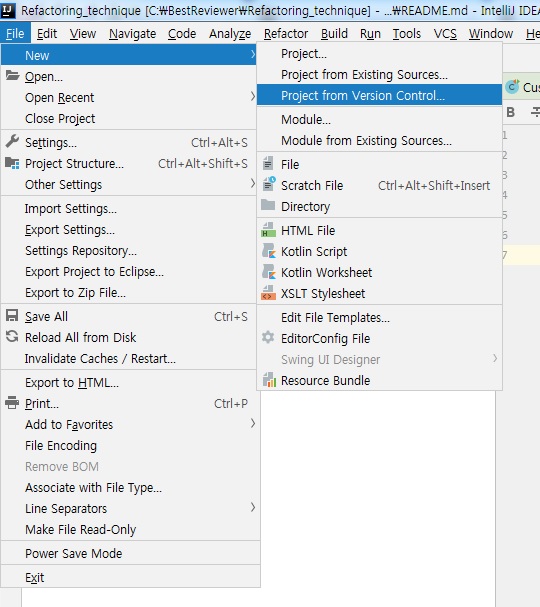 Refactoring_technique [C:₩BestReviewer₩Refactoring_technique] - ...₩README.md - IntelliJ IDEA
File Edit View Navigate Code Analyze Refactor Build Run Tools VCS Window H
New
Open...
Open Recent
Close Project
Settings... Ctrl+Alt+S
Project Structure... Ctrl+Alt+Shift+S
Other Settings
Import Settings...
Export Settings...
Settings Repository...
Export Project to Eclipse...
Export to Zip File...
Save All Ctrl+S
Reload All from Disk
Invalidate Caches / Restart...
Export to HTML...
Print... Ctrl+P
Add to Favorites
File Encoding
Remove BOM
Associate with File Type...
Line Separators
Make File Read-Only
Power Save Mode
Exit
Project...
Project from Existing Sources...
Project from Version Control...
Module...
Module from Existing Sources...
File
Scratch File Ctrl+Alt+Shift+Insert
Directory
HTML File
Kotlin Script
Kotlin Worksheet
XSLT Stylesheet
Edit File Templates...
EditorConfig File
Swing UI Designer
Resource Bundle
C Cus
B
1
2
3
4
5
6
7